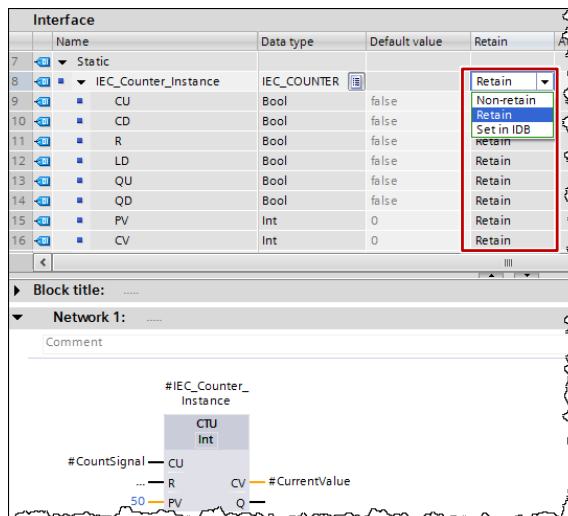 Interface
Name Data type Default value Retain
7 Static
8 IEC_Counter_Instance IEC_COUNTER Retain
Non-retain
Retain
Set in IDB
9 CU Bool false
10 CD Bool false
11 R Bool false Retain
12 LD Bool false Retain
13 QU Bool false Retain
14 QD Bool false Retain
15 PV Int 0 Retain
16 CV Int 0 Retain
Block title: .....
Network 1: .....
Comment
#IEC_Counter_
Instance
CTU
Int
#CountSignal CU
... R CV #CurrentValue
50 PV Q